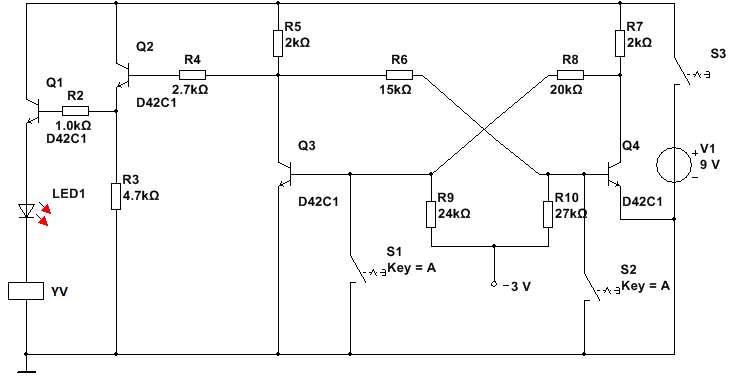 Q1
R2
1.0kΩ
D42C1
Q2
D42C1
R4
2.7kΩ
R3
4.7kΩ
LED1
YV
R5
2kΩ
Q3
D42C1
R6
15kΩ
R8
20kΩ
R7
2kΩ
Q4
D42C1
S3
V1
+
9 V
−
R9
24kΩ
R10
27kΩ
−3 V
S1
Key = A
S2
Key = A